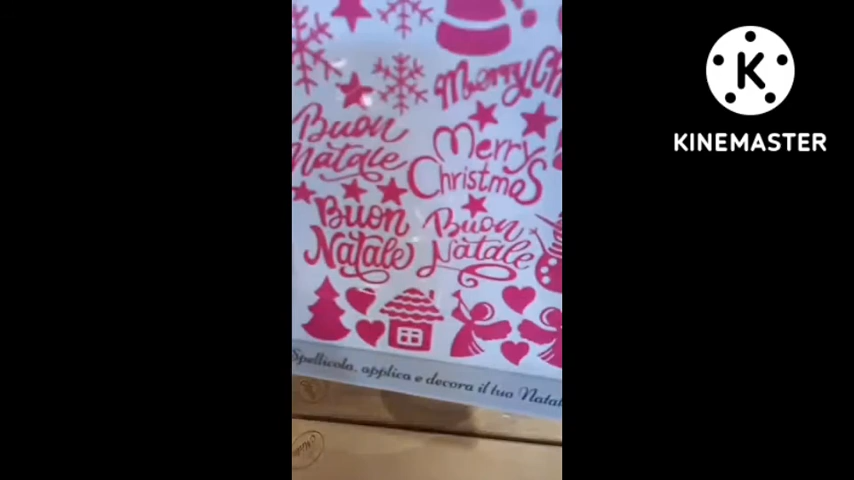 Merry Ch
Buon
Natale
Merry
Christmas
Buon
Natale
Buon
Natale
Spellicola, applica e decora il tuo Natal
K
KINEMASTER